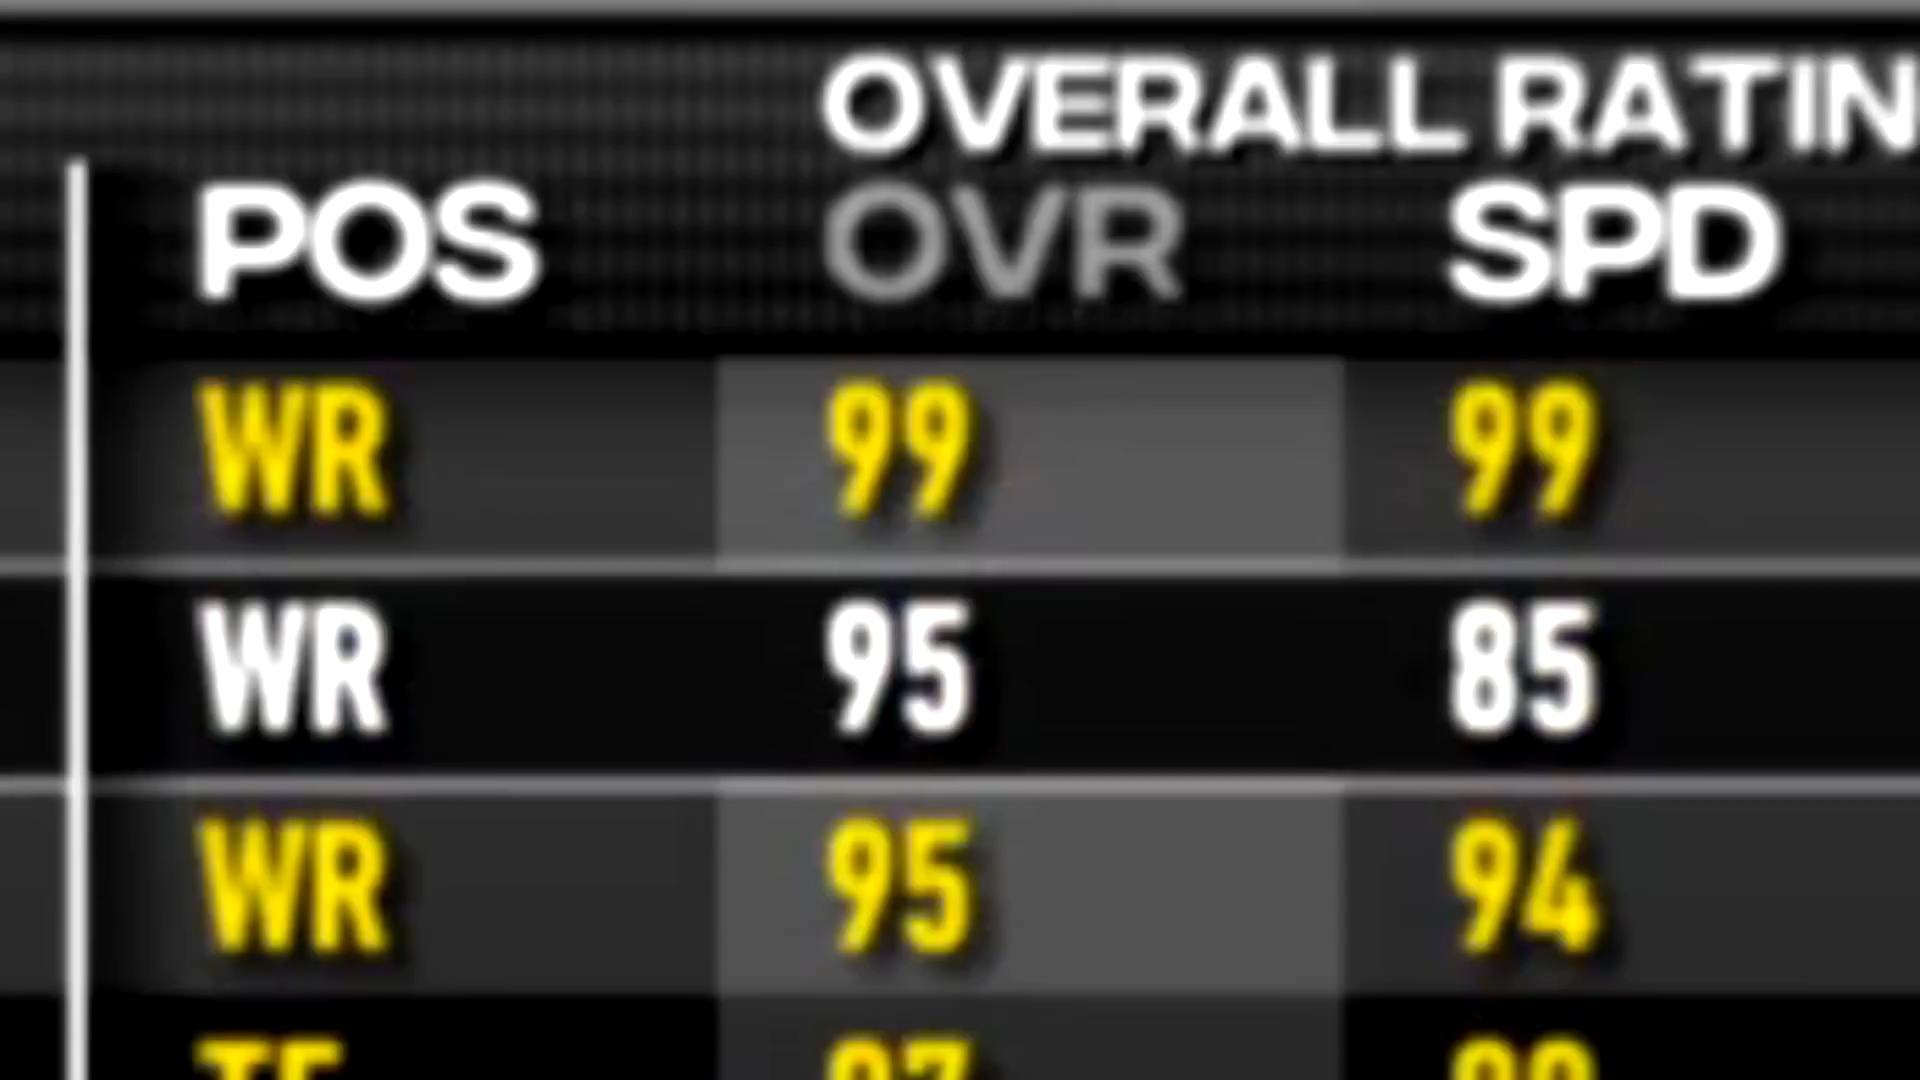 OVERALL RATIN
POS OVR SPD
WR 99 99
WR 95 85
WR 95 94